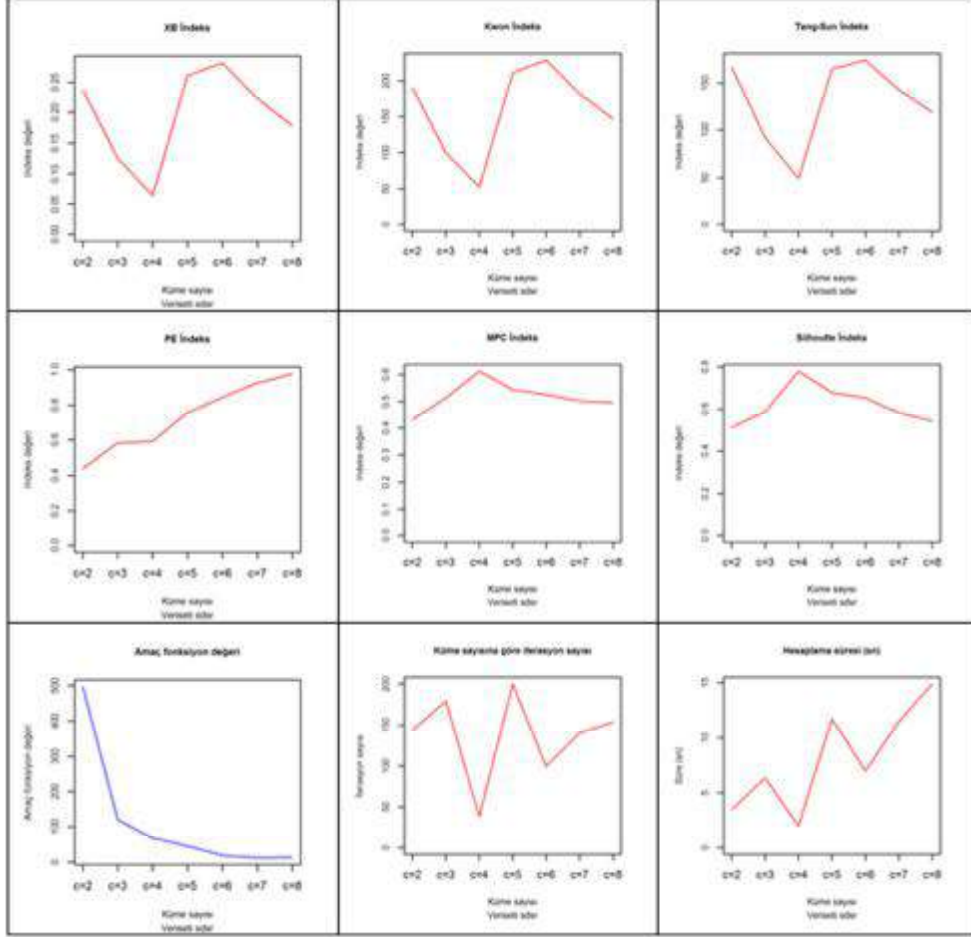 XB İndeks
İndeks değeri
0.00 0.05 0.10 0.15 0.20 0.25
c=2 c=3 c=4 c=5 c=6 c=7 c=8
Küme sayısı
Veriseti
Kwon İndeks
İndeks değeri
0 50 100 150 200
c=2 c=3 c=4 c=5 c=6 c=7 c=8
Küme sayısı
Veriseti
Tang-Sun İndeks
İndeks değeri
0 50 100 150
c=2 c=3 c=4 c=5 c=6 c=7 c=8
Küme sayısı
Veriseti
PE İndeks
İndeks değeri
0.0 0.2 0.4 0.6 0.8 1.0
c=2 c=3 c=4 c=5 c=6 c=7 c=8
Küme sayısı
Veriseti
MPC İndeks
İndeks değeri
0.0 0.1 0.2 0.3 0.4 0.5 0.6
c=2 c=3 c=4 c=5 c=6 c=7 c=8
Küme sayısı
Veriseti
İndeks
İndeks değeri
0.0 0.2 0.4 0.6 0.8
c=2 c=3 c=4 c=5 c=6 c=7 c=8
Küme sayısı
Veriseti
Amaç fonksiyon değeri
Amaç fonksiyon değeri
0 100 200 300 400 500
c=2 c=3 c=4 c=5 c=6 c=7 c=8
Küme sayısı
Veriseti
Küme sayısına göre iterasyon sayısı
İterasyon sayısı
0 50 100 150 200
c=2 c=3 c=4 c=5 c=6 c=7 c=8
Küme sayısı
Veriseti
Hesaplama süresi (sn)
Süre (sn)
0 5 10 15
c=2 c=3 c=4 c=5 c=6 c=7 c=8
Küme sayısı
Veriseti